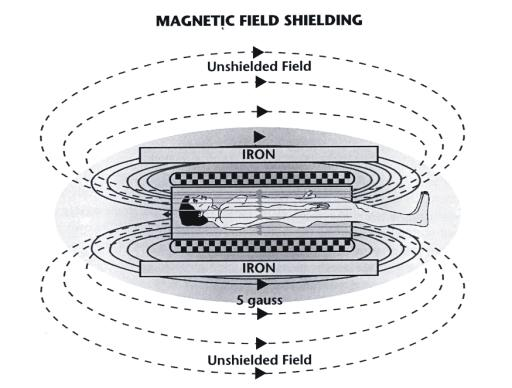 MAGNETIC FIELD SHIELDING
Unshielded Field
IRON
IRON
5 gauss
Unshielded Field